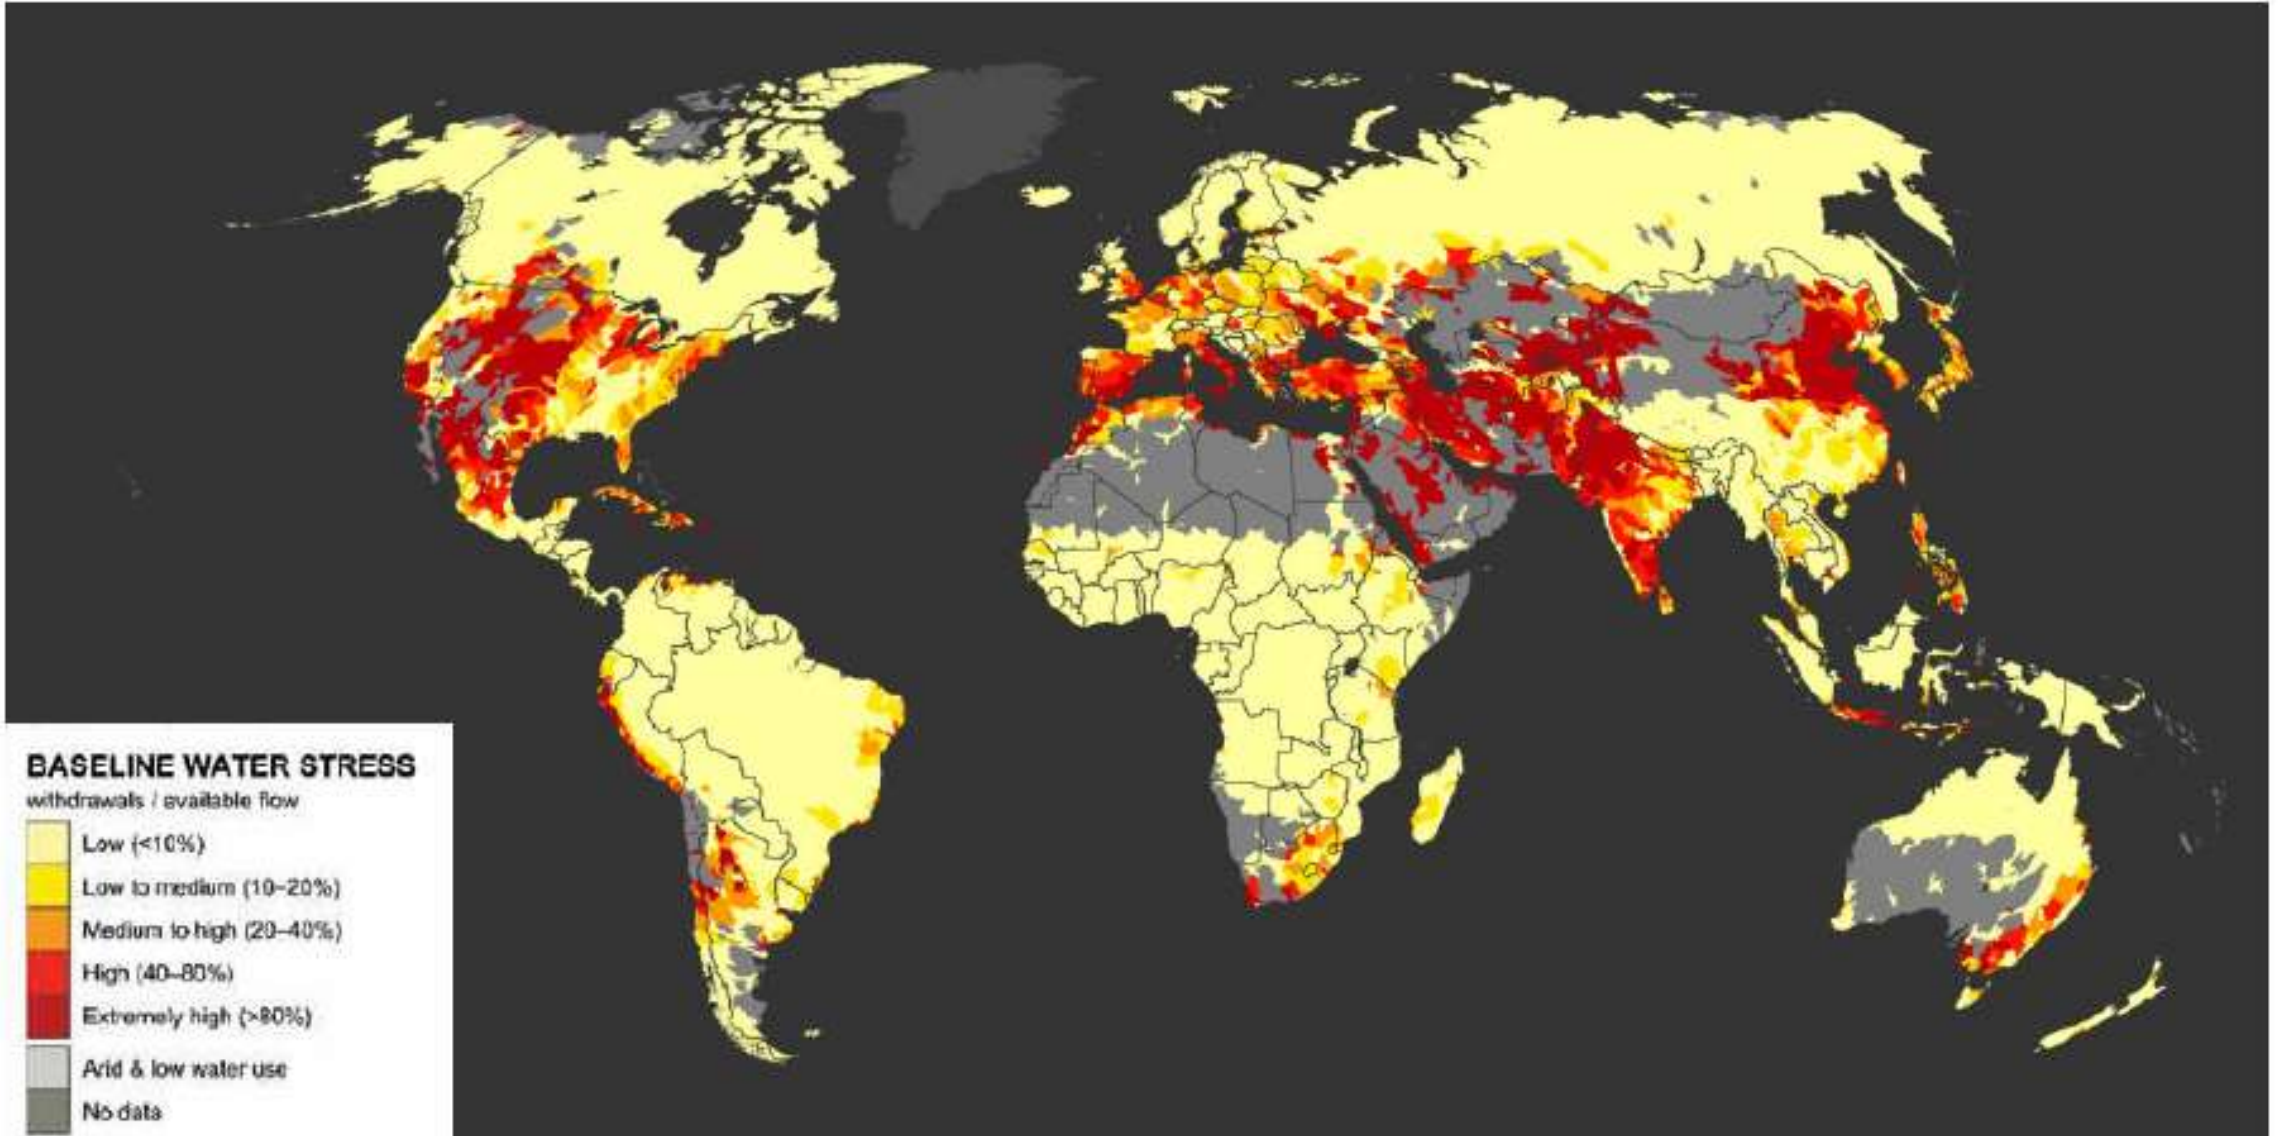 BASELINE WATER STRESS
withdrawals / available flow
Low (<10%)
Low to medium (10–20%)
Medium to high (20–40%)
High (40–80%)
Extremely high (>80%)
Arid & low water use
No data